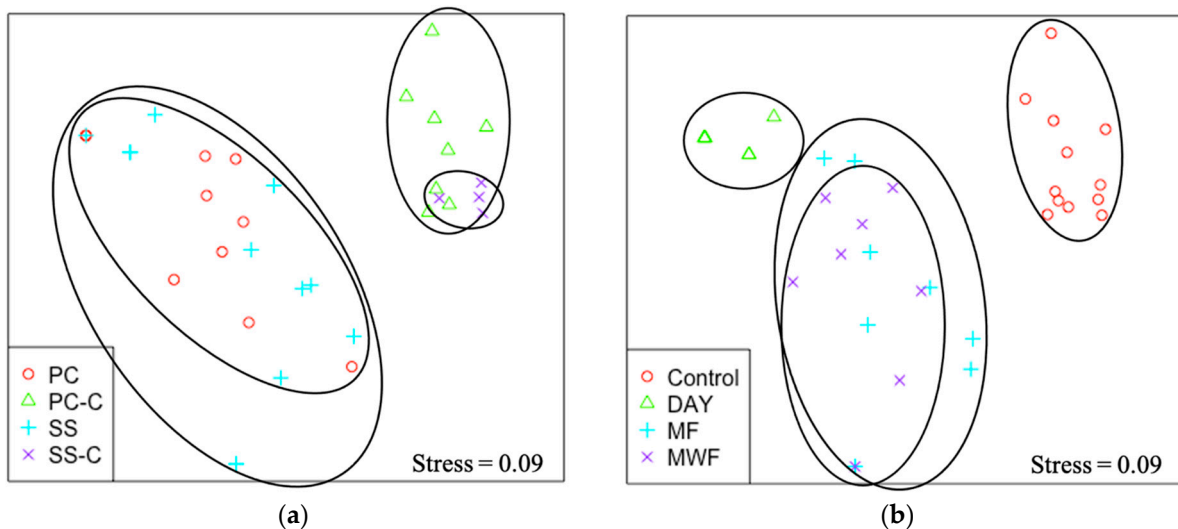 PC
PC-C
SS
SS-C
Stress = 0.09
(a)
Control
DAY
MF
MWF
Stress = 0.09
(b)